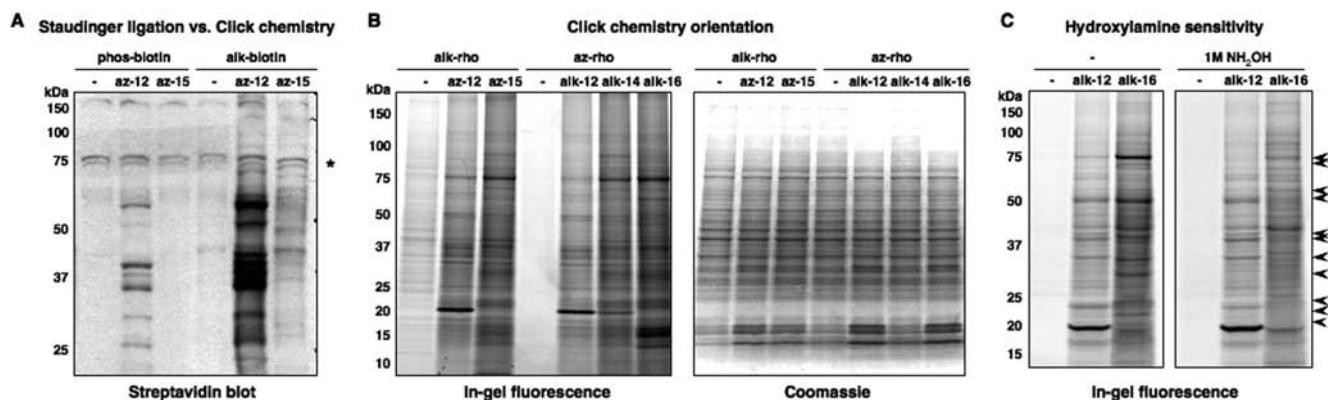 A Staudinger ligation vs. Click chemistry
phos-biotin alk-biotin
- az-12 az-15 - az-12 az-15
kDa
150
100
75
*
50
37
25
Streptavidin blot
B Click chemistry orientation
alk-rho az-rho alk-rho az-rho
- az-12 az-15 - alk-12 alk-14 alk-16 - az-12 az-15 - alk-12 alk-14 alk-16
kDa
150
100
75
50
37
25
20
15
10
In-gel fluorescence Coomassie
C Hydroxylamine sensitivity
- 1M NH2OH
- alk-12 alk-16 - alk-12 alk-16
kDa
150
100
75
50
37
25
20
15
In-gel fluorescence